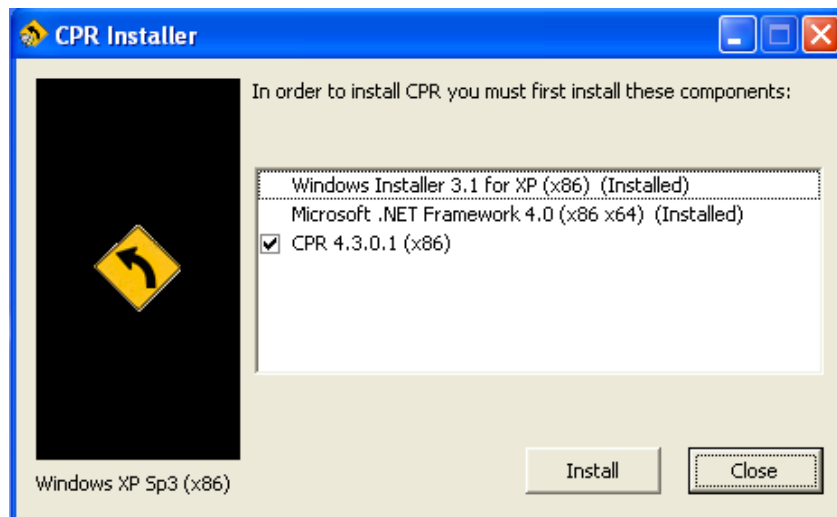 CPR Installer
In order to install CPR you must first install these components:
Windows Installer 3.1 for XP (x86) (Installed)
Microsoft .NET Framework 4.0 (x86 x64) (Installed)
CPR 4.3.0.1 (x86)
Install
Close
Windows XP Sp3 (x86)